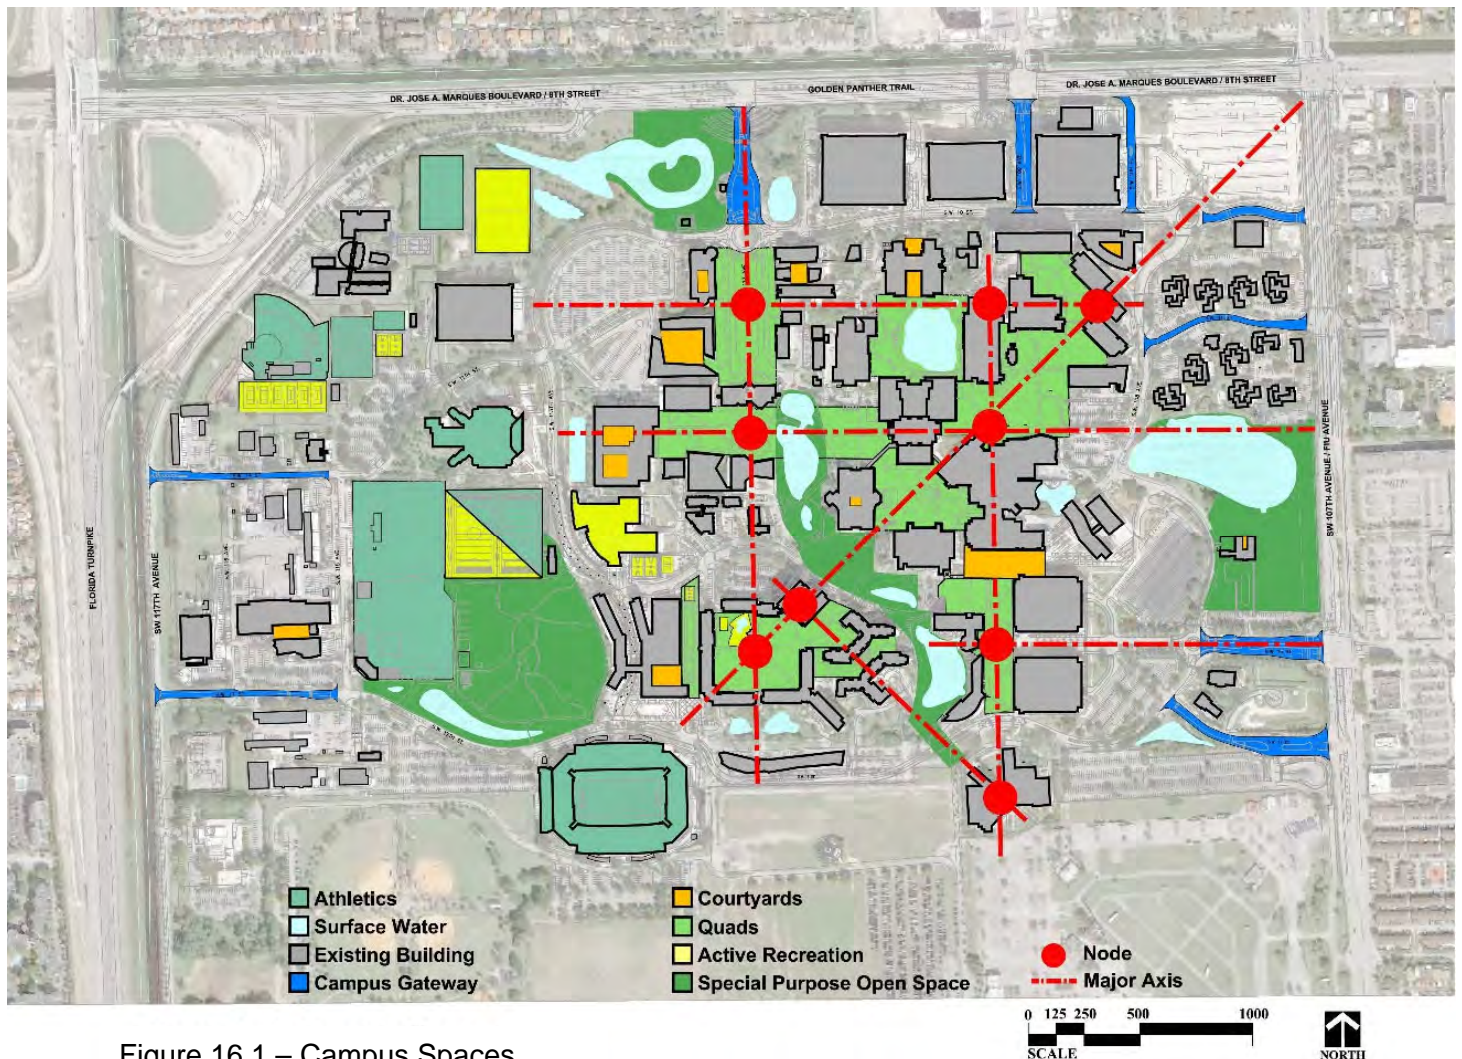 DR. JOSE A. MARQUES BOULEVARD / 8TH STREET
GOLDEN PANTHER TRAIL
DR. JOSE A. MARQUES BOULEVARD / 8TH STREET
FLORIDA TURNPIKE
SW 117TH AVENUE
SW 107TH AVENUE / FIU AVENUE
Athletics
Surface Water
Existing Building
Campus Gateway
Courtyards
Quads
Active Recreation
Special Purpose Open Space
Node
Major Axis
0 125 250 500 1000
SCALE
NORTH
Figure 16.1 – Campus Spaces